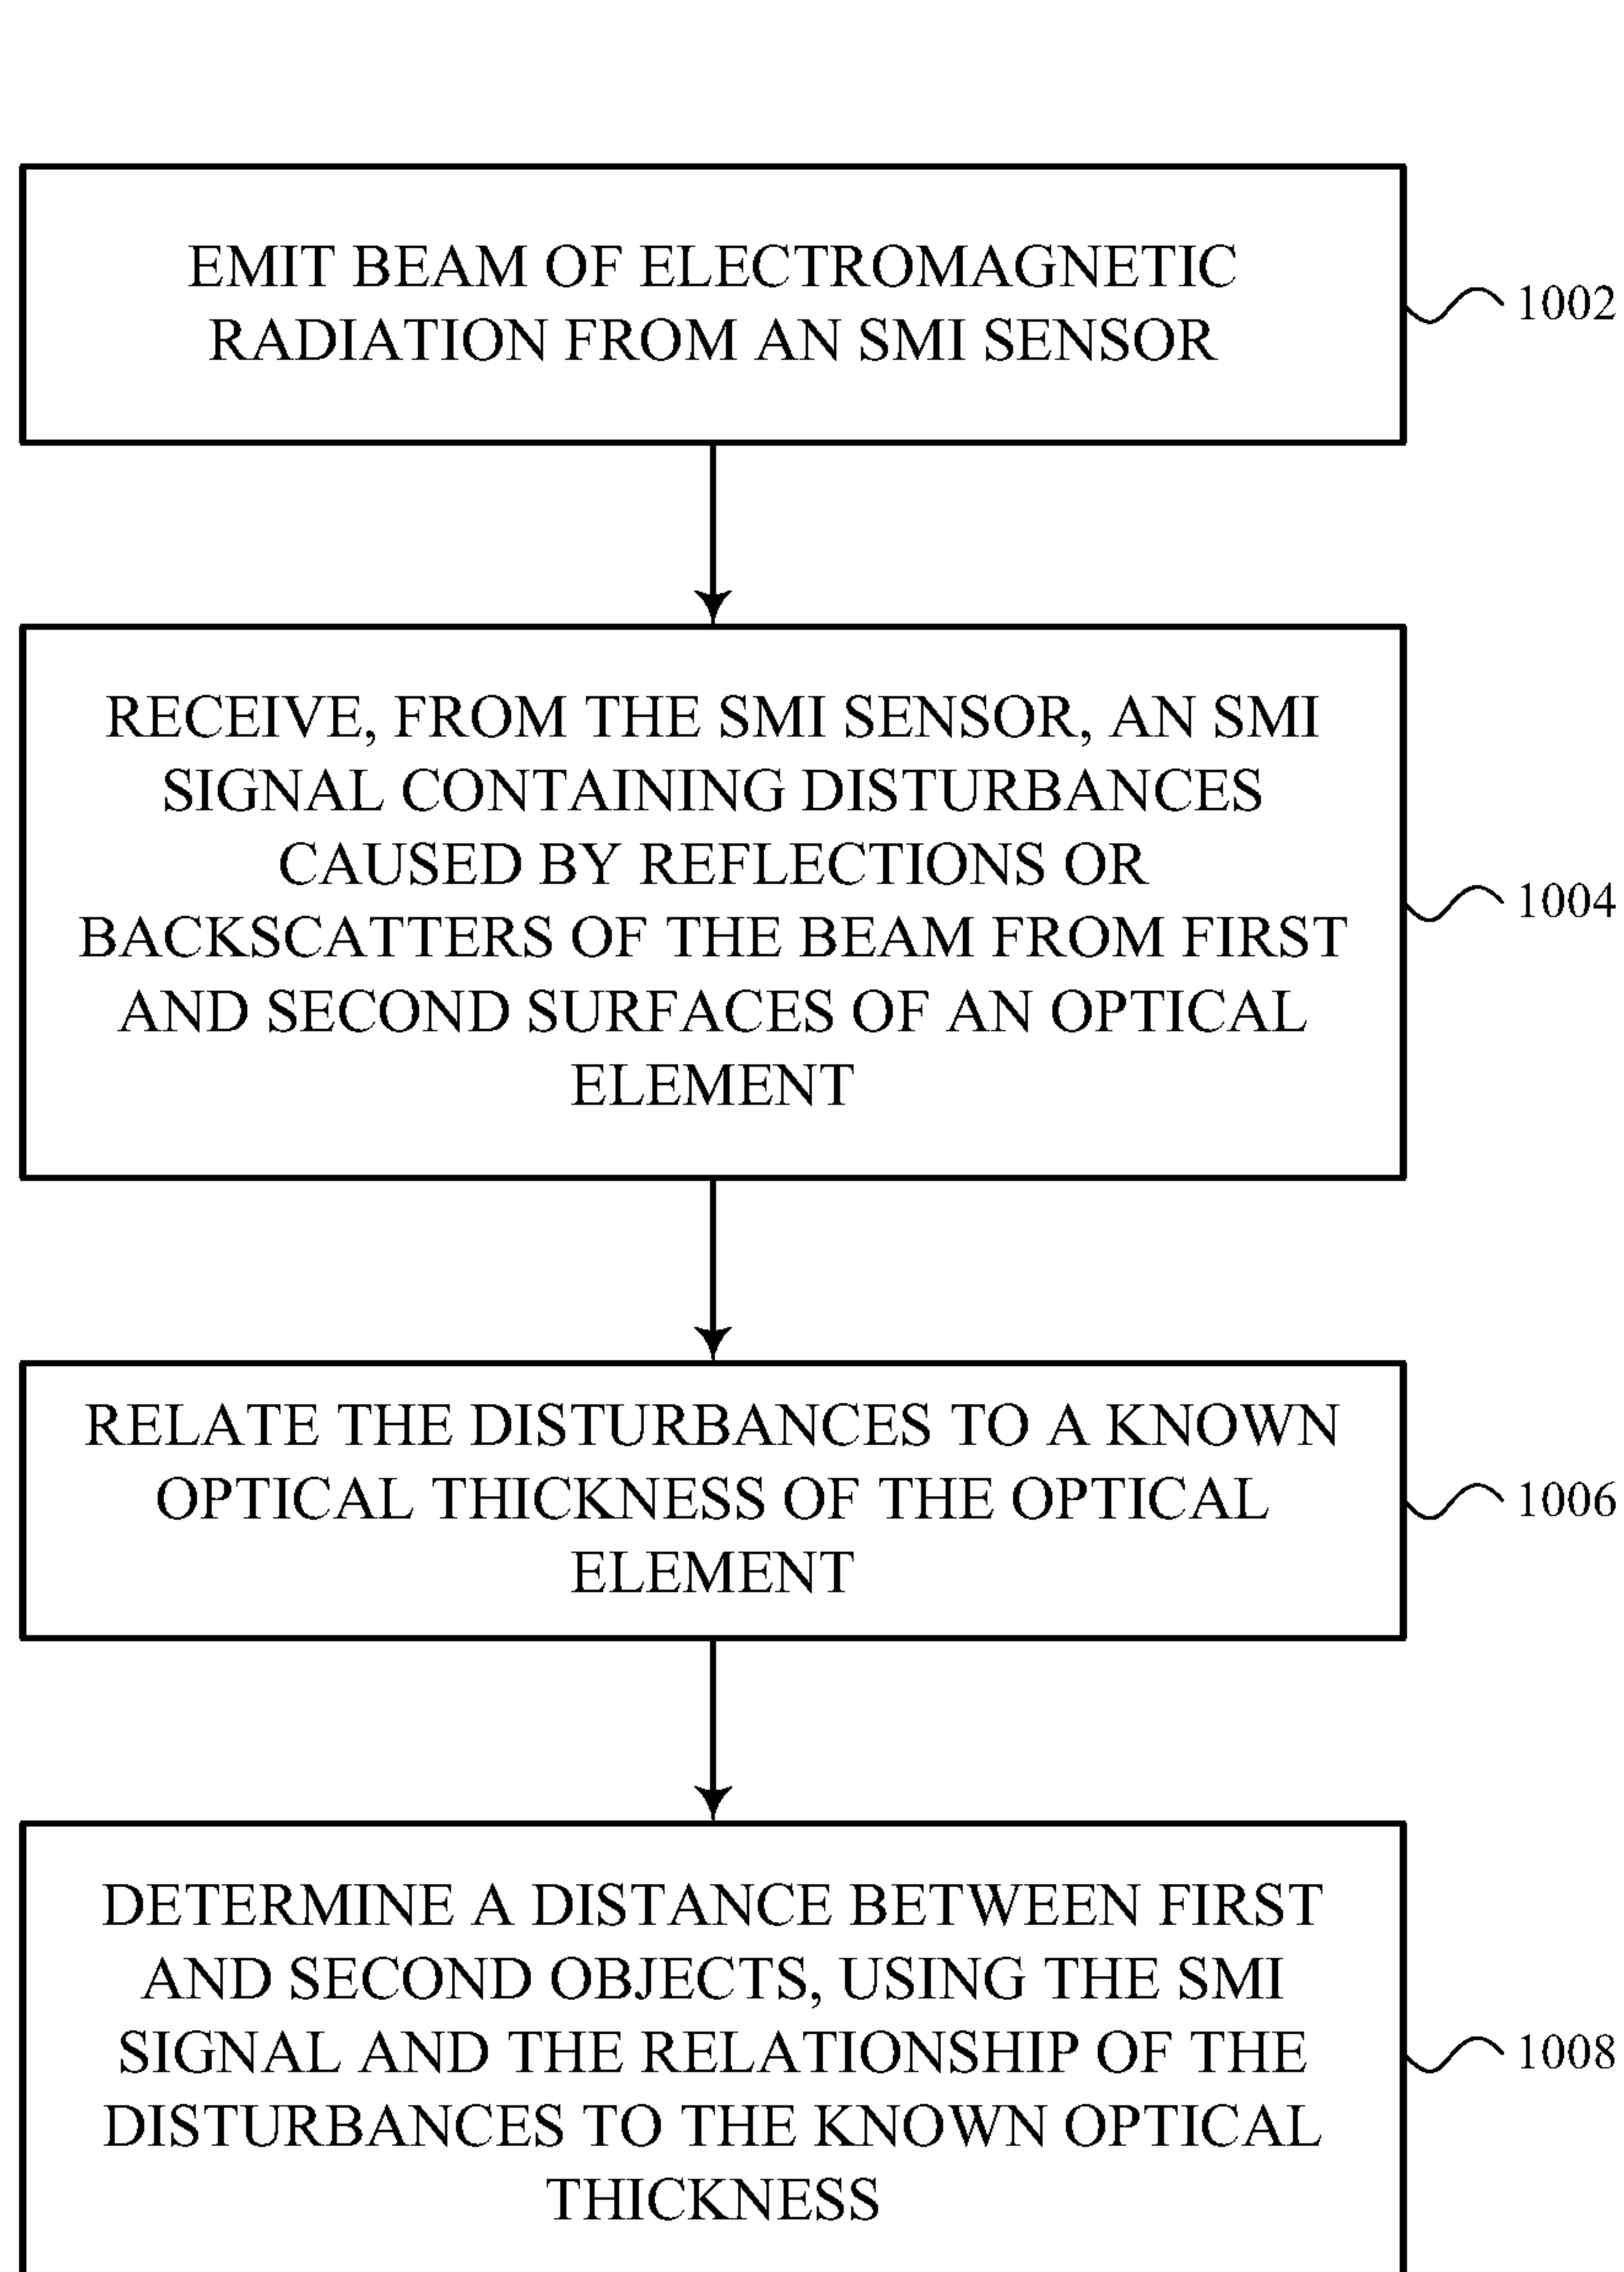 EMIT BEAM OF ELECTROMAGNETIC
RADIATION FROM AN SMI SENSOR
1002
RECEIVE, FROM THE SMI SENSOR, AN SMI
SIGNAL CONTAINING DISTURBANCES
CAUSED BY REFLECTIONS OR
BACKSCATTERS OF THE BEAM FROM FIRST
AND SECOND SURFACES OF AN OPTICAL
ELEMENT
1004
RELATE THE DISTURBANCES TO A KNOWN
OPTICAL THICKNESS OF THE OPTICAL
ELEMENT
1006
DETERMINE A DISTANCE BETWEEN FIRST
AND SECOND OBJECTS, USING THE SMI
SIGNAL AND THE RELATIONSHIP OF THE
DISTURBANCES TO THE KNOWN OPTICAL
THICKNESS
1008